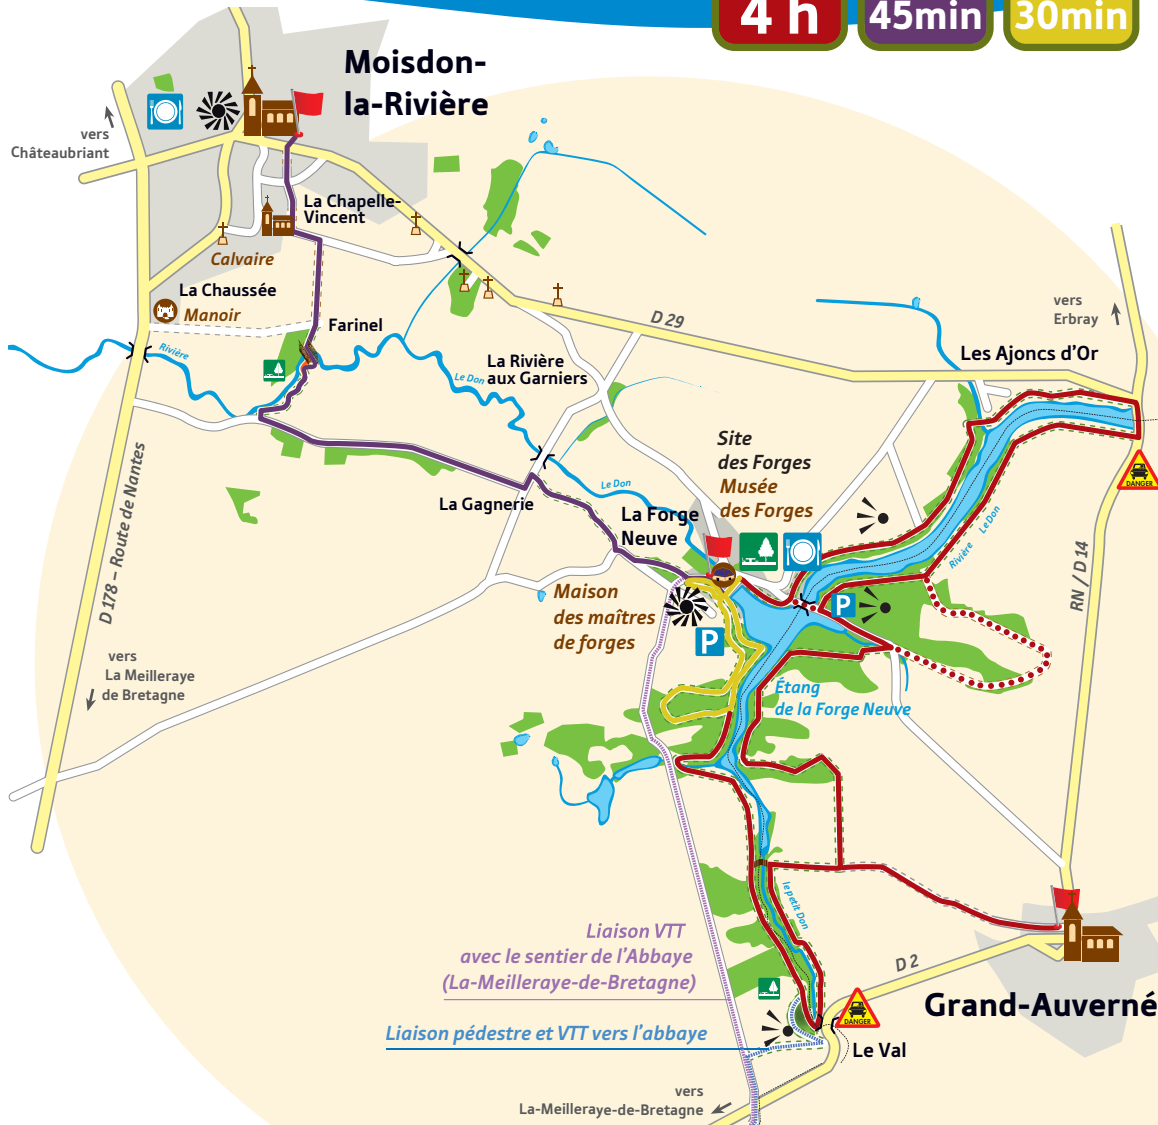 4 h
45min
30min
Moisdon-
la-Rivière
vers
Châteaubriant
La Chapelle-
Vincent
Calvaire
La Chaussée
Manoir
Farinel
Rivière
D 29
vers
Erbray
Les Ajoncs d'Or
La Rivière
aux Garniers
Le Don
DANGER
D 178 – Route de Nantes
Site
des Forges
Musée
des Forges
Le Don
La Gagnerie
La Forge
Neuve
Rivière
Le Don
RN / D 14
Maison
des maîtres
de forges
P
P
vers
La Meilleraye
de Bretagne
Étang
de la Forge Neuve
le petit Don
Liaison VTT
avec le sentier de l'Abbaye
(La-Meilleraye-de-Bretagne)
D 2
Grand-Auverné
DANGER
Liaison pédestre et VTT vers l'abbaye
Le Val
vers
La-Meilleraye-de-Bretagne